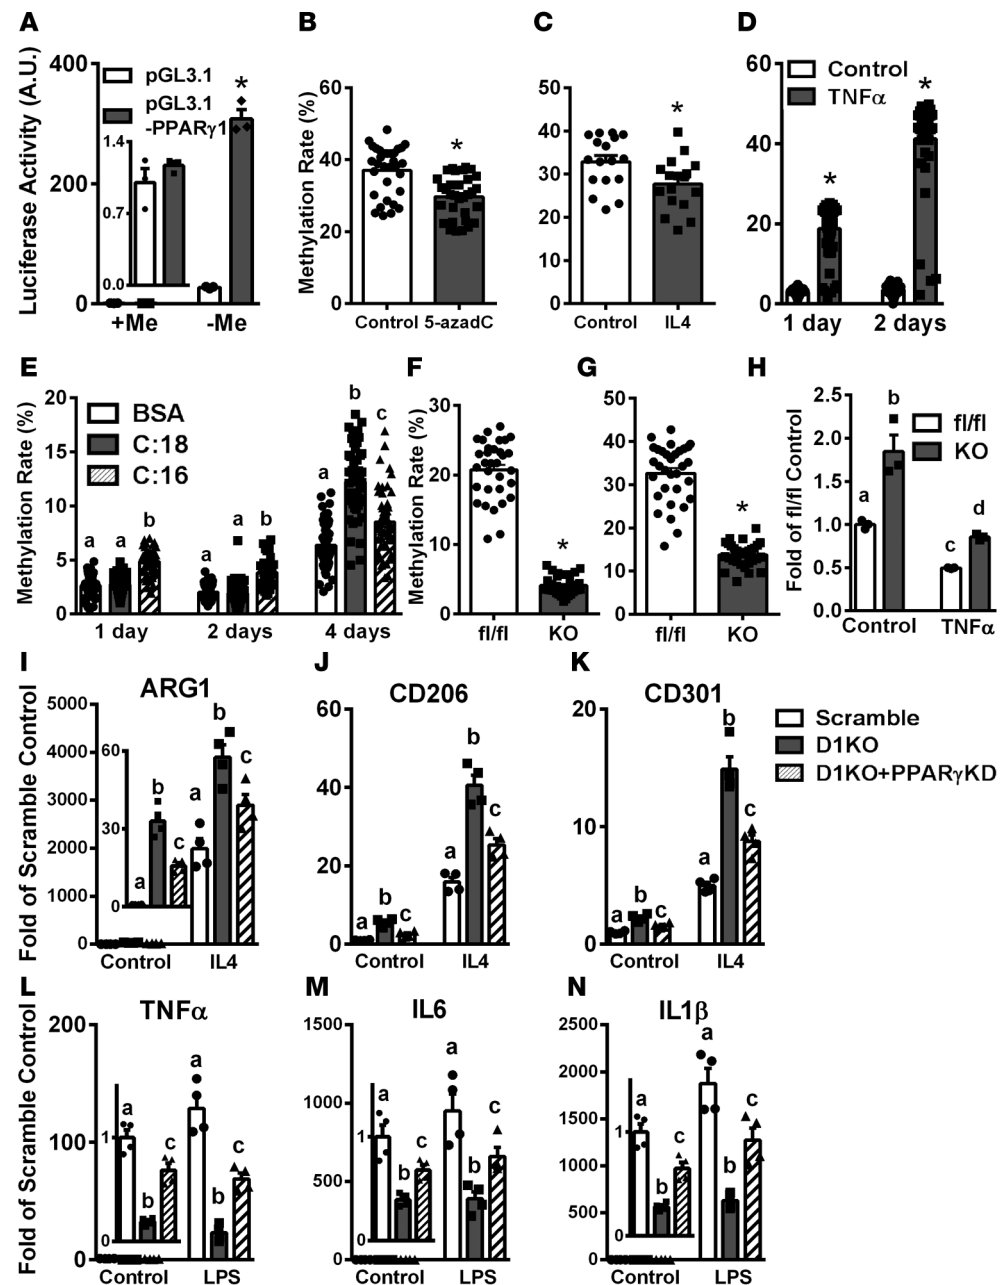 A
Luciferase Activity (A.U.)
400
200
0
pGL3.1
pGL3.1
-PPARγ1
*
1.4
0.7
0.0
+Me
-Me
B
Methylation Rate (%)
60
40
20
0
*
Control
5-azadC
C
50
40
30
20
10
0
*
Control
IL4
D
60
40
20
0
Control
TNFα
*
*
1 day
2 days
E
Methylation Rate (%)
20
15
10
5
0
BSA
C:18
C:16
a
a
b
a
a
b
a
b
c
1 day
2 days
4 days
F
Methylation Rate (%)
30
20
10
0
*
fl/fl
KO
G
50
40
30
20
10
0
*
fl/fl
KO
H
Fold of fl/fl Control
2.5
2.0
1.5
1.0
0.5
0.0
fl/fl
KO
a
b
c
d
Control
TNFα
I
ARG1
Fold of Scramble Control
5000
4000
3000
2000
1000
0
60
30
0
a
b
c
a
b
c
Control
IL4
J
CD206
60
40
20
0
a
b
c
a
b
c
Control
IL4
K
CD301
20
10
0
a
b
c
a
b
c
Control
IL4
Scramble
D1KO
D1KO+PPARγKD
L
TNFα
Fold of Scramble Control
200
100
0
1
0
a
b
c
a
b
c
Control
LPS
M
IL6
1500
1000
500
0
1
0
a
b
c
a
b
c
Control
LPS
N
IL1β
2500
2000
1500
1000
500
0
1
0
a
b
c
a
b
c
Control
LPS